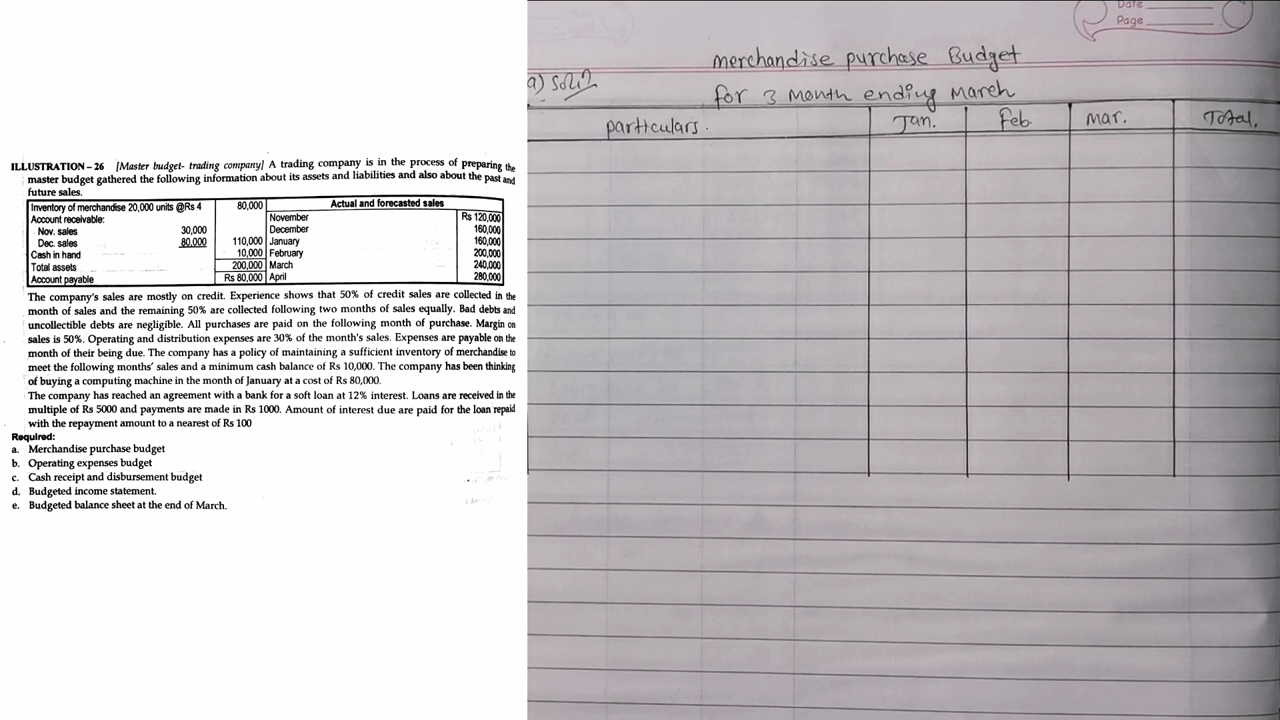 ILLUSTRATION – 26 [Master budget- trading company] A trading company is in the process of preparing the
master budget gathered the following information about its assets and liabilities and also about the past and
future sales.
Inventory of merchandise 20,000 units @Rs 4 80,000 Actual and forecasted sales
Account receivable: November Rs 120,000
Nov. sales 30,000 December 160,000
Dec. sales 80,000 110,000 January 160,000
Cash in hand 10,000 February 200,000
Total assets 200,000 March 240,000
Account payable Rs 80,000 April 280,000
The company's sales are mostly on credit. Experience shows that 50% of credit sales are collected in the
month of sales and the remaining 50% are collected following two months of sales equally. Bad debts and
uncollectible debts are negligible. All purchases are paid on the following month of purchase. Margin on
sales is 50%. Operating and distribution expenses are 30% of the month's sales. Expenses are payable on the
month of their being due. The company has a policy of maintaining a sufficient inventory of merchandise to
meet the following months' sales and a minimum cash balance of Rs 10,000. The company has been thinking
of buying a computing machine in the month of January at a cost of Rs 80,000.
The company has reached an agreement with a bank for a soft loan at 12% interest. Loans are received in the
multiple of Rs 5000 and payments are made in Rs 1000. Amount of interest due are paid for the loan repaid
with the repayment amount to a nearest of Rs 100
Required:
a. Merchandise purchase budget
b. Operating expenses budget
c. Cash receipt and disbursement budget
d. Budgeted income statement.
e. Budgeted balance sheet at the end of March.
Date
Page
merchandise purchase Budget
a) Solⁿ
for 3 Month ending March
particulars. Jan. Feb. mar. Total.